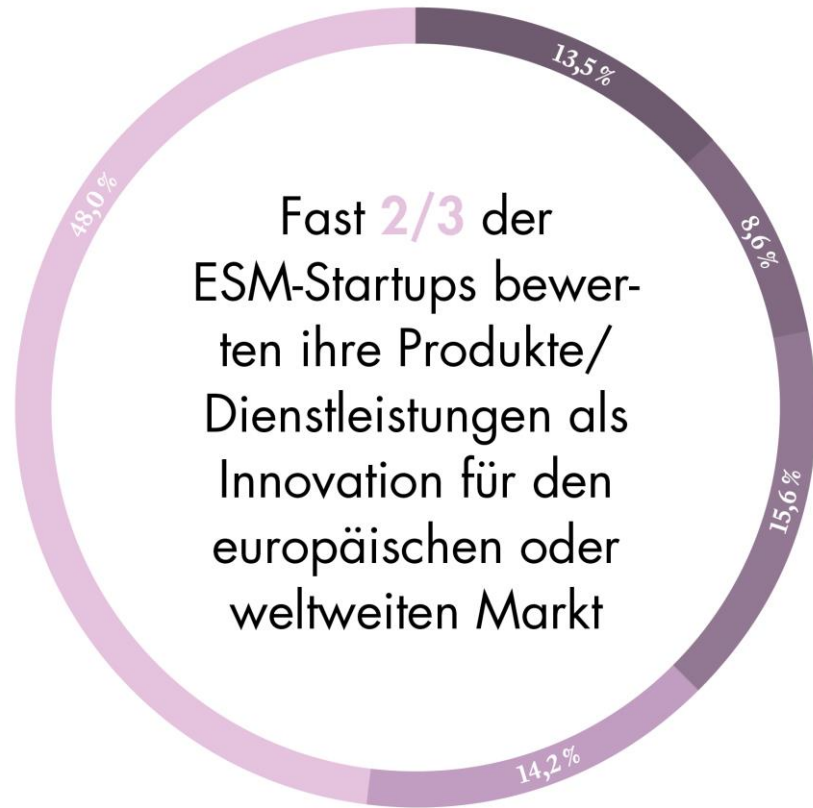 13,5 %
48,0 %
8,6 %
Fast 2/3 der
ESM-Startups bewer-
ten ihre Produkte/
Dienstleistungen als
Innovation für den
europäischen oder
weltweiten Markt
15,6 %
14,2 %